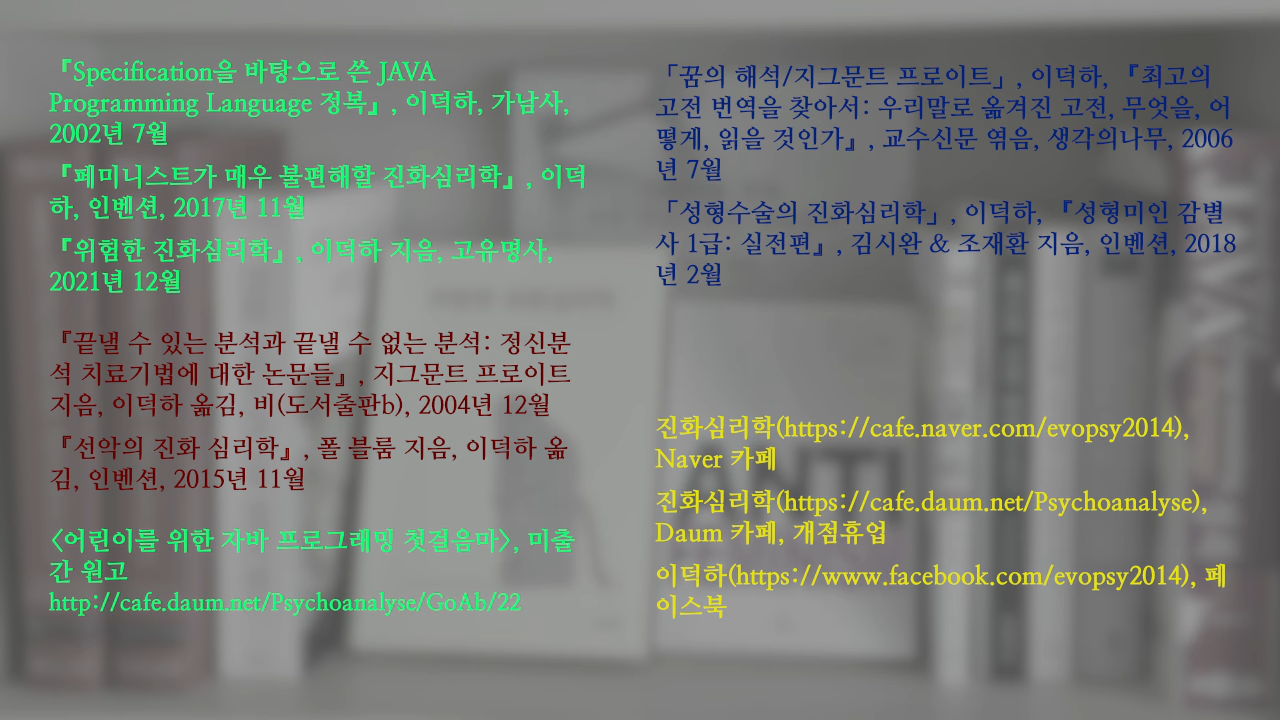 『Specification을 바탕으로 쓴 JAVA
Programming Language 정복』, 이덕하, 가남사,
2002년 7월
『페미니스트가 매우 불편해할 진화심리학』, 이덕
하, 인벤션, 2017년 11월
『위험한 진화심리학』, 이덕하 지음, 고유명사,
2021년 12월
『끝낼 수 있는 분석과 끝낼 수 없는 분석: 정신분
석 치료기법에 대한 논문들』, 지그문트 프로이트
지음, 이덕하 옮김, 비(도서출판b), 2004년 12월
『선악의 진화 심리학』, 폴 블룸 지음, 이덕하 옮
김, 인벤션, 2015년 11월
<어린이를 위한 자바 프로그래밍 첫걸음마>, 미출
간 원고
http://cafe.daum.net/Psychoanalyse/GoAb/22
「꿈의 해석/지그문트 프로이트」, 이덕하, 『최고의
고전 번역을 찾아서: 우리말로 옮겨진 고전, 무엇을, 어
떻게, 읽을 것인가』, 교수신문 엮음, 생각의나무, 2006
년 7월
「성형수술의 진화심리학」, 이덕하, 『성형미인 감별
사 1급: 실전편』, 김시완 & 조재환 지음, 인벤션, 2018
년 2월
진화심리학(https://cafe.naver.com/evopsy2014),
Naver 카페
진화심리학(https://cafe.daum.net/Psychoanalyse),
Daum 카페, 개점휴업
이덕하(https://www.facebook.com/evopsy2014), 페
이스북